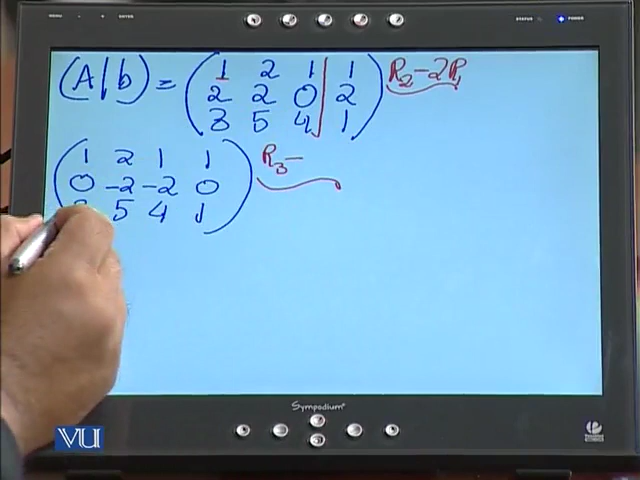 MENU
ENTER
STATUS
POWER
(A|b) = ( 1 2 1 | 1 ) R₂ - 2R₁
2 2 0 | 2
3 5 4 | 1
( 1 2 1 1 ) R₃ -
0 -2 -2 0
5 4 1
Sympodium
VU